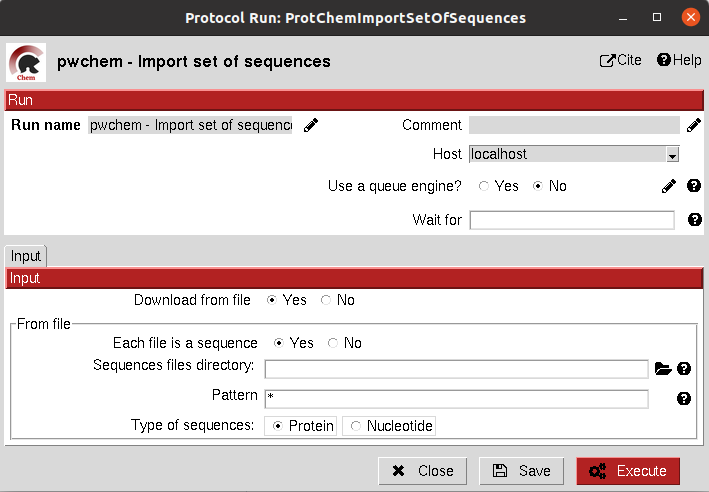 Protocol Run: ProtChemImportSetOfSequences
Chem
pwchem - Import set of sequences
Cite
Help
Run
Run name pwchem - Import set of sequenc
Comment
Host localhost
Use a queue engine? Yes No
Wait for
Input
Input
Download from file Yes No
From file
Each file is a sequence Yes No
Sequences files directory:
Pattern *
Type of sequences: Protein Nucleotide
Close Save Execute